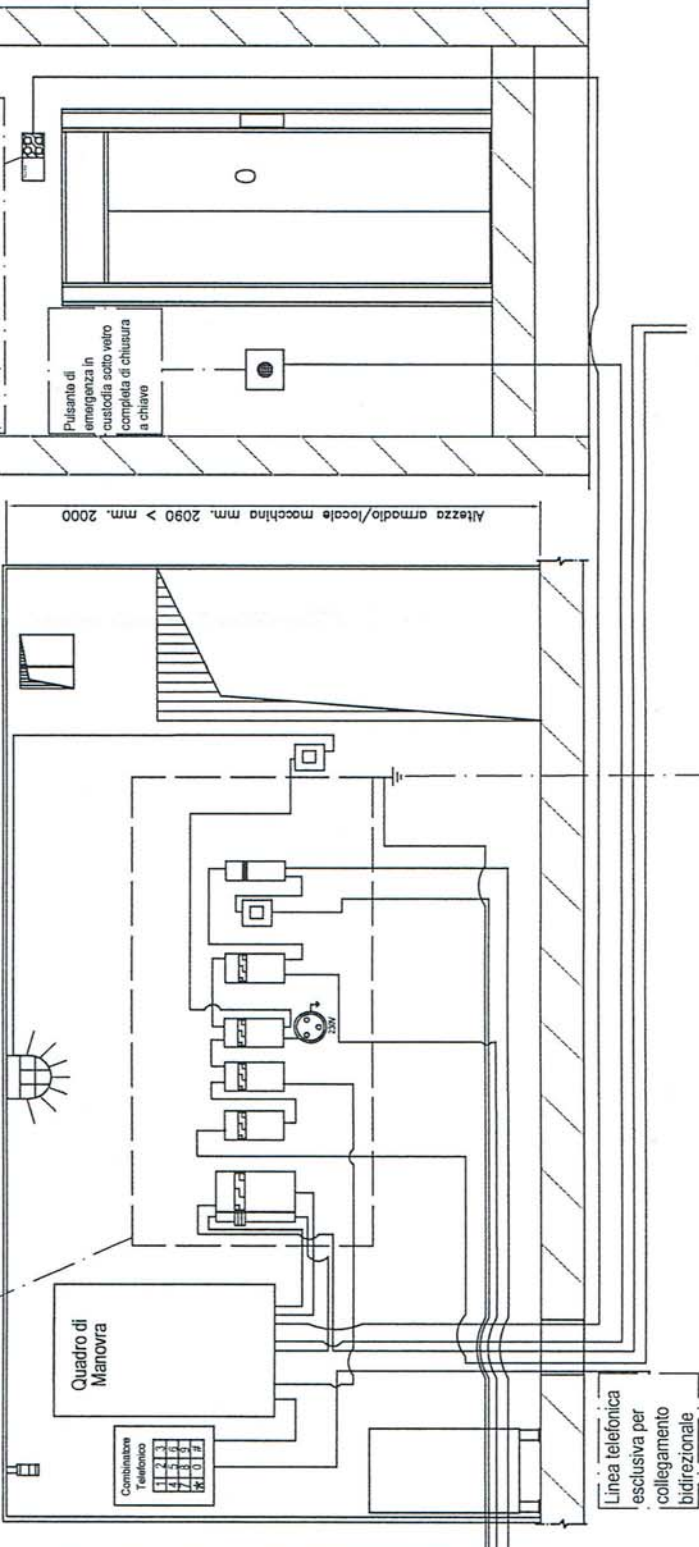 Pulsante di
emergenza in
custodia sotto vetro
completa di chiusura
a chiave
Altezza armadio/locale macchina mm. 2090 > mm. 2000
230V
Quadro di
Manovra
Combinatore
Telefonico
1 2 3
4 5 6
7 8 9
* 0 #
Linea telefonica
esclusiva per
collegamento
bidirezionale